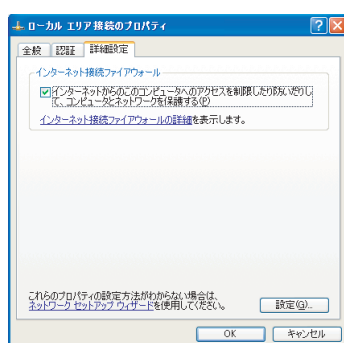 ローカル エリア接続のプロパティ
全般 認証 詳細設定
インターネット接続ファイアウォール
インターネットからのこのコンピュータへのアクセスを制限したり防いだりし
て、コンピュータとネットワークを保護する(P)
インターネット接続ファイアウォールの詳細を表示します。
これらのプロパティの設定方法がわからない場合は、
ネットワーク セットアップ ウィザードを使用してください。
設定(G)...
OK キャンセル